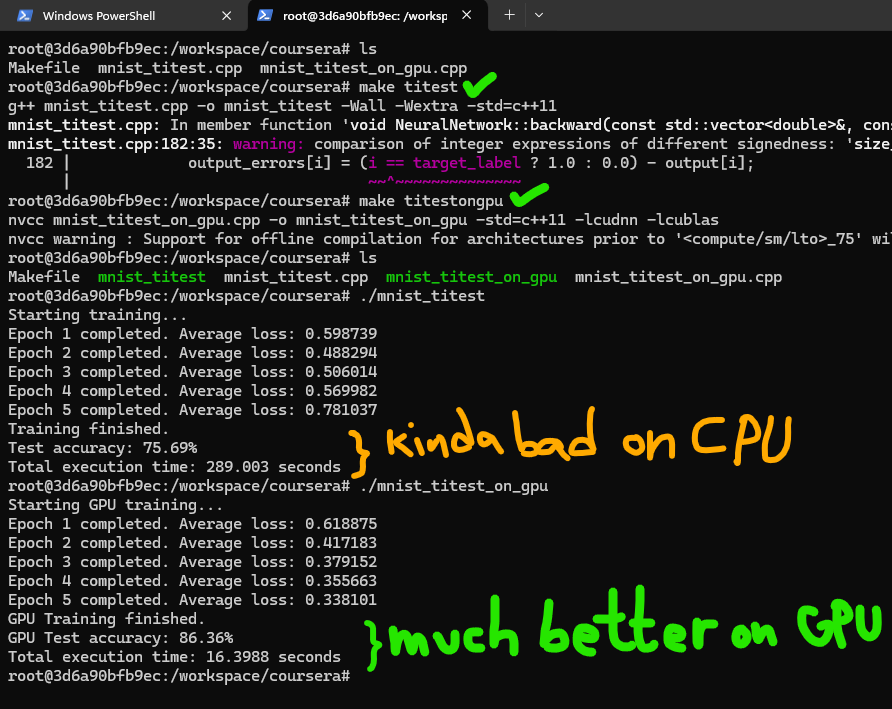 Windows PowerShell
root@3d6a90bfb9ec: /worksp
root@3d6a90bfb9ec:/workspace/coursera# ls
Makefile  mnist_titest.cpp  mnist_titest_on_gpu.cpp
root@3d6a90bfb9ec:/workspace/coursera# make titest
g++ mnist_titest.cpp -o mnist_titest -Wall -Wextra -std=c++11
mnist_titest.cpp: In member function 'void NeuralNetwork::backward(const std::vector<double>&, cons
mnist_titest.cpp:182:35: warning: comparison of integer expressions of different signedness: 'size_
  182 |             output_errors[i] = (i == target_label ? 1.0 : 0.0) - output[i];
      |                                 ~~^~~~~~~~~~~~~~~
root@3d6a90bfb9ec:/workspace/coursera# make titestongpu
nvcc mnist_titest_on_gpu.cpp -o mnist_titest_on_gpu -std=c++11 -lcudnn -lcublas
nvcc warning : Support for offline compilation for architectures prior to '<compute/sm/lto>_75' wil
root@3d6a90bfb9ec:/workspace/coursera# ls
Makefile  mnist_titest  mnist_titest.cpp  mnist_titest_on_gpu  mnist_titest_on_gpu.cpp
root@3d6a90bfb9ec:/workspace/coursera# ./mnist_titest
Starting training...
Epoch 1 completed. Average loss: 0.598739
Epoch 2 completed. Average loss: 0.488294
Epoch 3 completed. Average loss: 0.506014
Epoch 4 completed. Average loss: 0.569982
Epoch 5 completed. Average loss: 0.781037
Training finished.
Test accuracy: 75.69%
Total execution time: 289.003 seconds
} kinda bad on CPU
root@3d6a90bfb9ec:/workspace/coursera# ./mnist_titest_on_gpu
Starting GPU training...
Epoch 1 completed. Average loss: 0.618875
Epoch 2 completed. Average loss: 0.417183
Epoch 3 completed. Average loss: 0.379152
Epoch 4 completed. Average loss: 0.355663
Epoch 5 completed. Average loss: 0.338101
GPU Training finished.
GPU Test accuracy: 86.36%
Total execution time: 16.3988 seconds
} much better on GPU
root@3d6a90bfb9ec:/workspace/coursera#